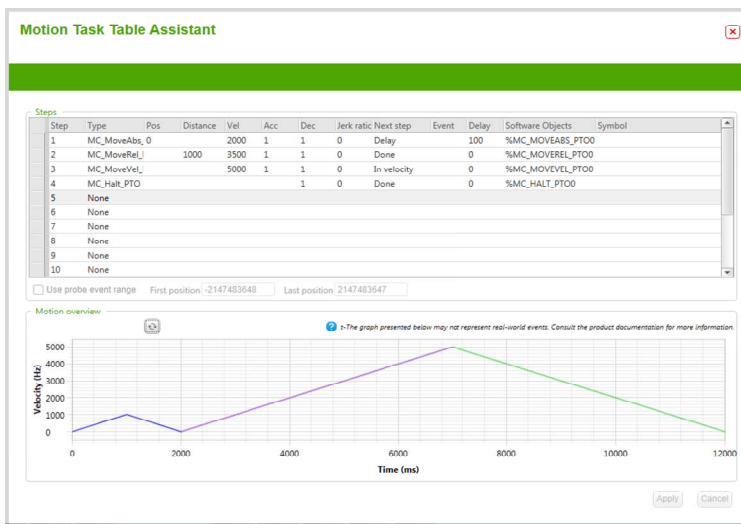 Motion Task Table Assistant
Steps
Step Type Pos Distance Vel Acc Dec Jerk ratic Next step Event Delay Software Objects Symbol
1 MC_MoveAbs_ 0 2000 1 1 0 Delay 100 %MC_MOVEABS_PTO0
2 MC_MoveRel_I 1000 3500 1 1 0 Done 0 %MC_MOVEREL_PTO0
3 MC_MoveVel_I 5000 1 1 0 In velocity 0 %MC_MOVEVEL_PTO0
4 MC_Halt_PTO 1 0 Done 0 %MC_HALT_PTO0
5 None
6 None
7 None
8 None
9 None
10 None
Use probe event range First position -2147483648 Last position 2147483647
Motion overview
? t-The graph presented below may not represent real-world events. Consult the product documentation for more information.
5000
4000
3000
2000
1000
0
Velocity (Hz)
0 2000 4000 6000 8000 10000 12000
Time (ms)
Apply Cancel